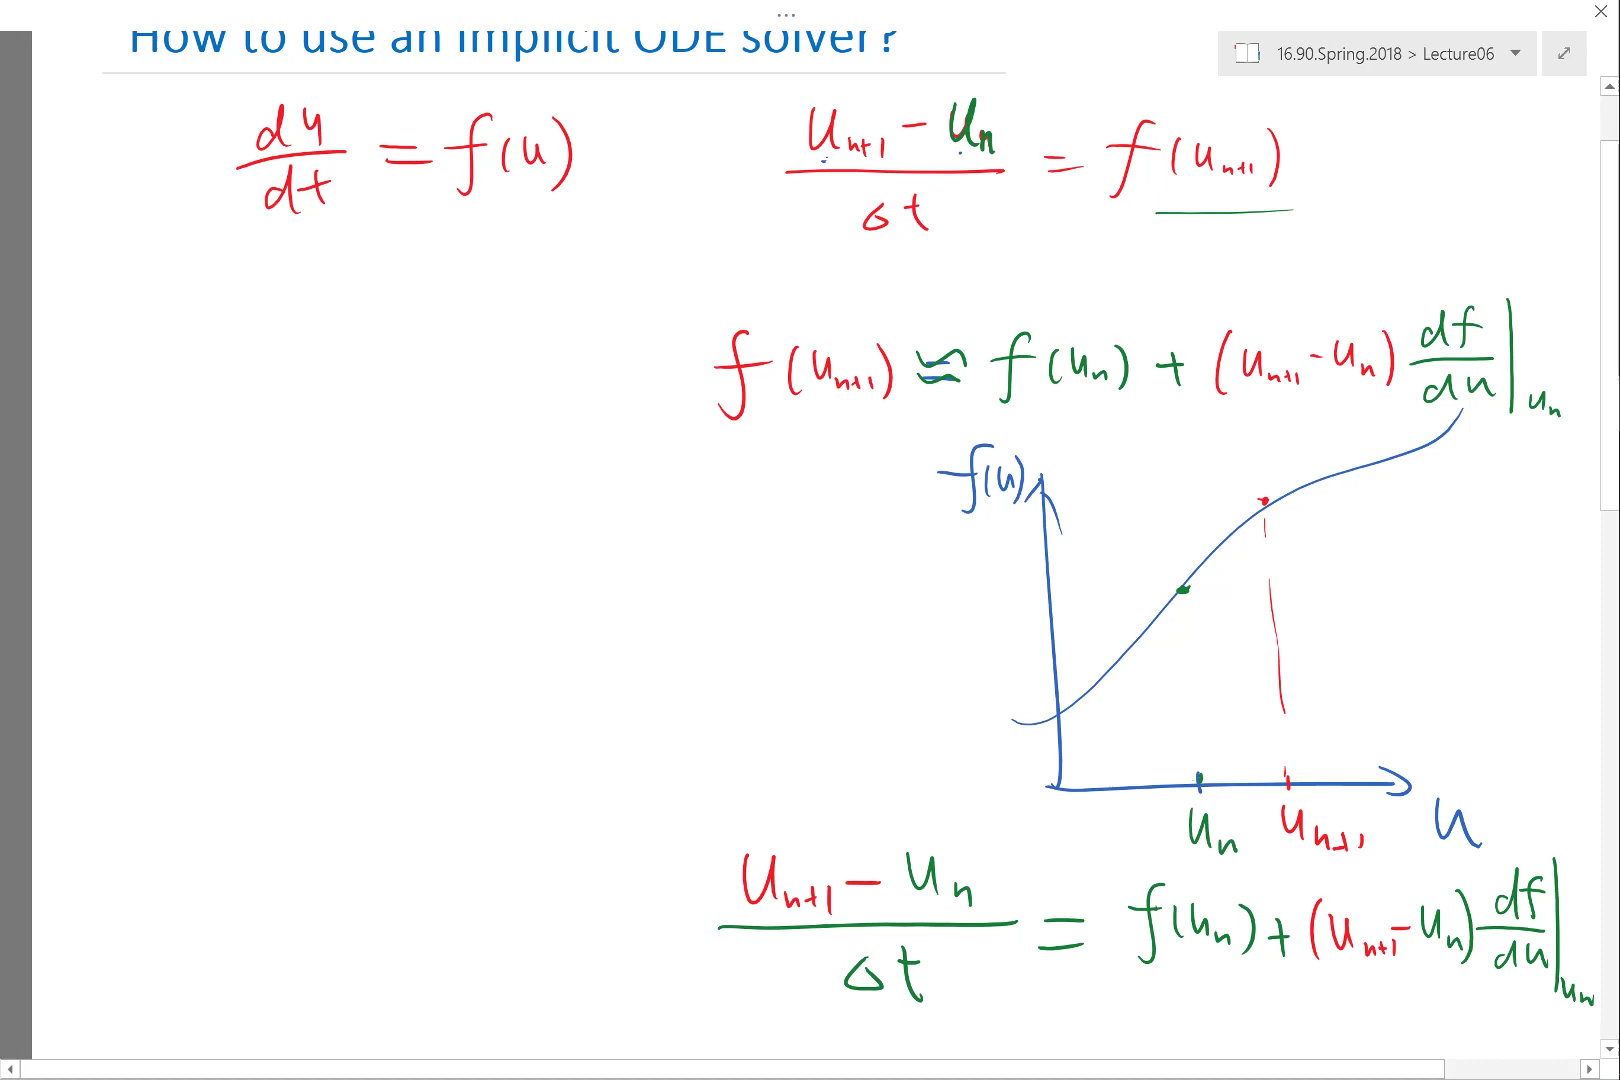 ...
How to use an implicit ODE solver?
16.90.Spring.2018 > Lecture06
du/dt = f(u)
(u_{n+1} - u_n)/Δt = f(u_{n+1})
f(u_{n+1}) ≈ f(u_n) + (u_{n+1} - u_n) df/du|_{u_n}
f(u)
u_n u_{n+1} u
(u_{n+1} - u_n)/Δt = f(u_n) + (u_{n+1} - u_n) df/du|_{u_n}